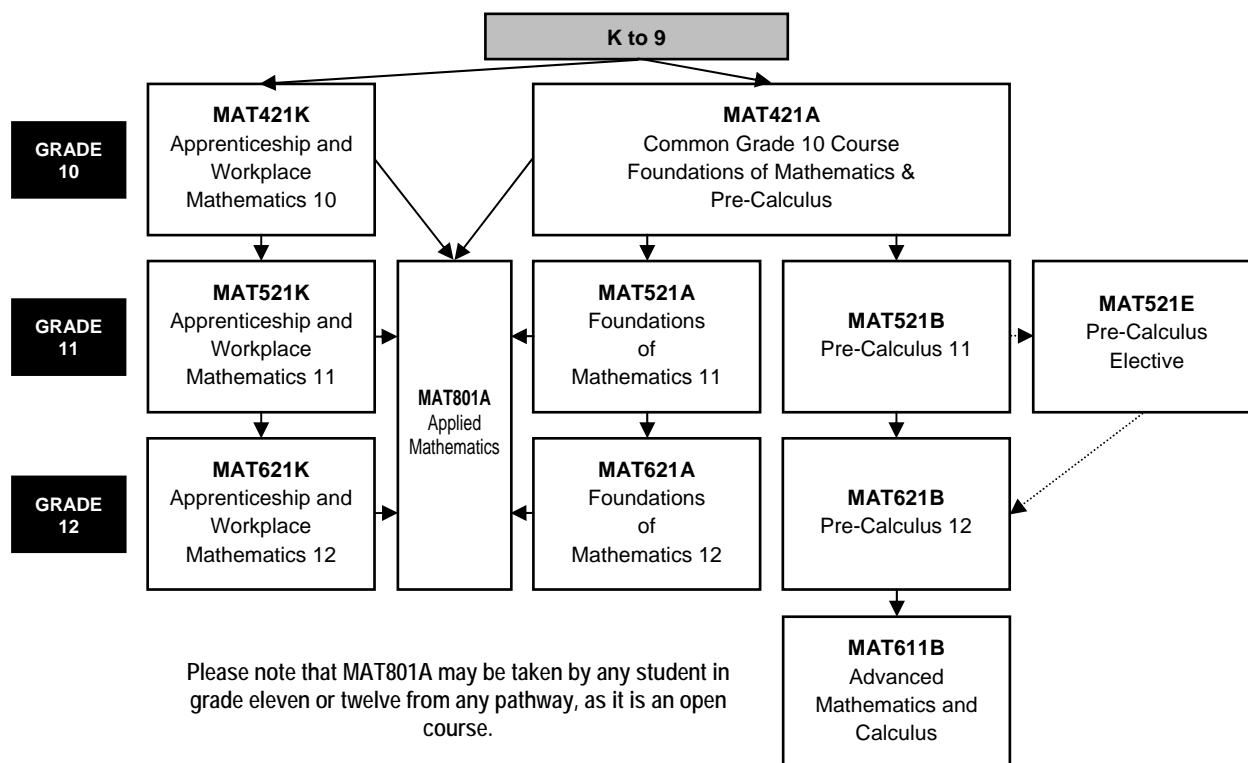 K to 9
GRADE
10
MAT421K
Apprenticeship and
Workplace
Mathematics 10
MAT421A
Common Grade 10 Course
Foundations of Mathematics &
Pre-Calculus
GRADE
11
MAT521K
Apprenticeship and
Workplace
Mathematics 11
MAT801A
Applied
Mathematics
MAT521A
Foundations
of
Mathematics 11
MAT521B
Pre-Calculus 11
MAT521E
Pre-Calculus
Elective
GRADE
12
MAT621K
Apprenticeship and
Workplace
Mathematics 12
MAT621A
Foundations
of
Mathematics 12
MAT621B
Pre-Calculus 12
MAT611B
Advanced
Mathematics and
Calculus
Please note that MAT801A may be taken by any student in
grade eleven or twelve from any pathway, as it is an open
course.